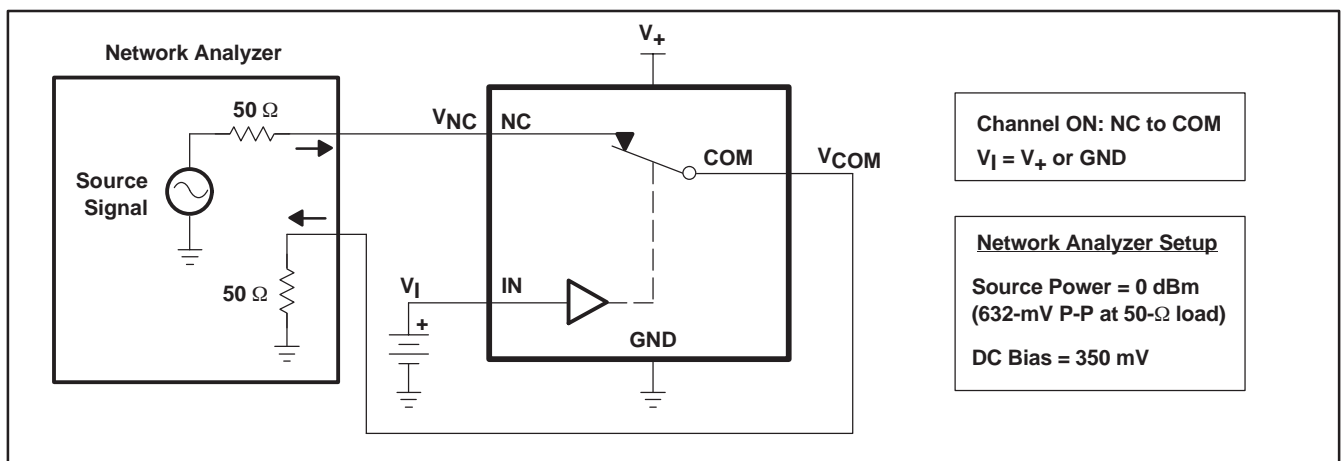 V+
Network Analyzer
50 Ω
VNC
NC
COM
VCOM
Source
Signal
50 Ω
VI
IN
+
GND
Channel ON: NC to COM
VI = V+ or GND
Network Analyzer Setup
Source Power = 0 dBm
(632-mV P-P at 50-Ω load)
DC Bias = 350 mV